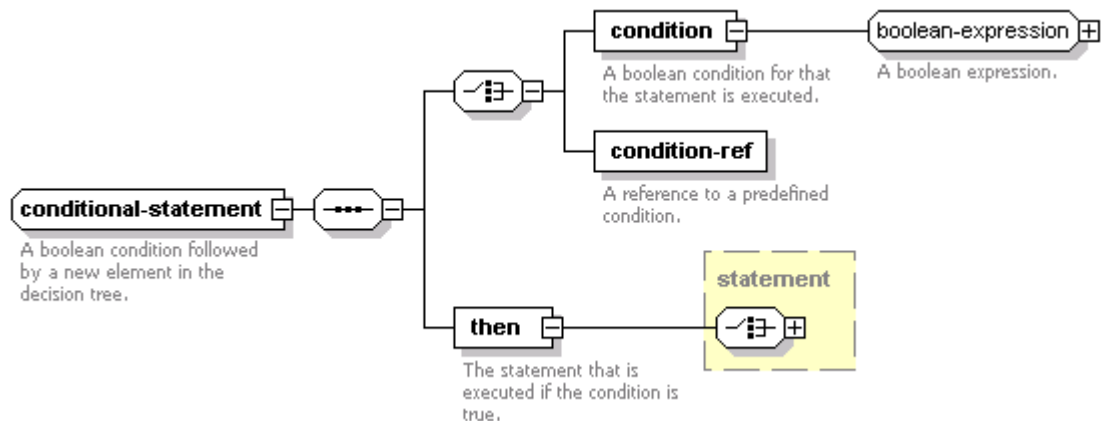 condition
boolean-expression
A boolean condition for that
the statement is executed.
A boolean expression.
condition-ref
A reference to a predefined
condition.
conditional-statement
A boolean condition followed
by a new element in the
decision tree.
statement
then
The statement that is
executed if the condition is
true.